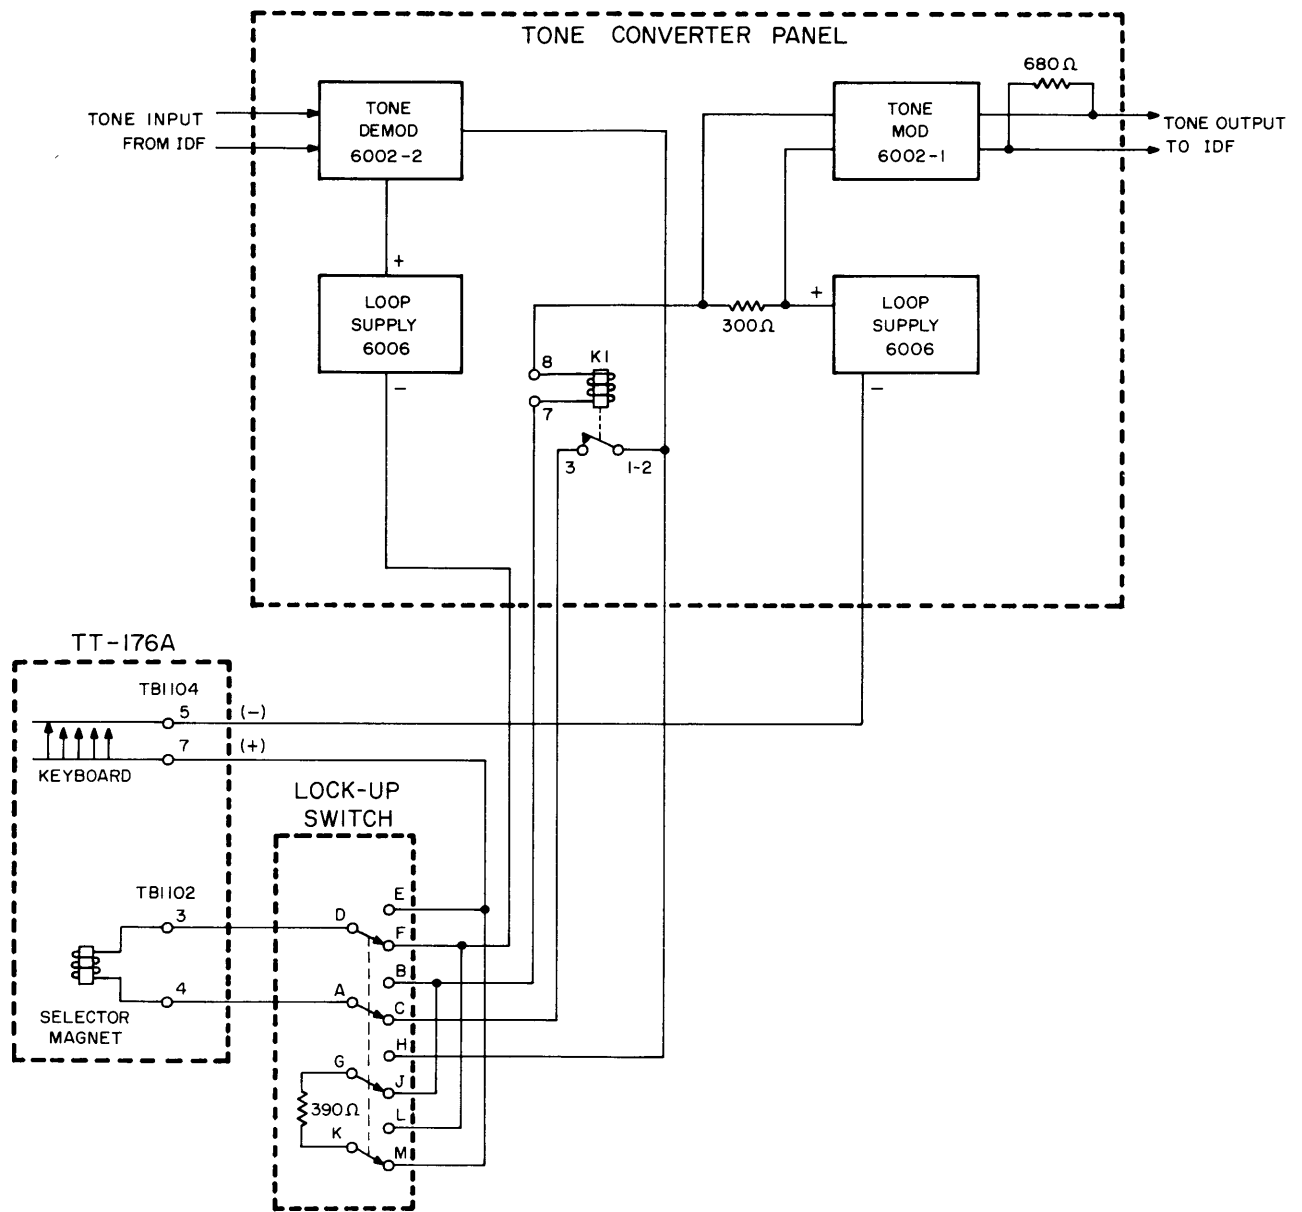 TONE CONVERTER PANEL
680Ω
TONE INPUT
FROM IDF
TONE
DEMOD
6002-2
TONE
MOD
6002-1
TONE OUTPUT
TO IDF
+
LOOP
SUPPLY
6006
−
300Ω
+
LOOP
SUPPLY
6006
−
K1
8
7
3
1-2
TT-176A
TB1104
5
(-)
7
(+)
KEYBOARD
LOCK-UP
SWITCH
TB1102
3
4
SELECTOR
MAGNET
E
D
F
B
A
C
H
G
J
390Ω
L
K
M